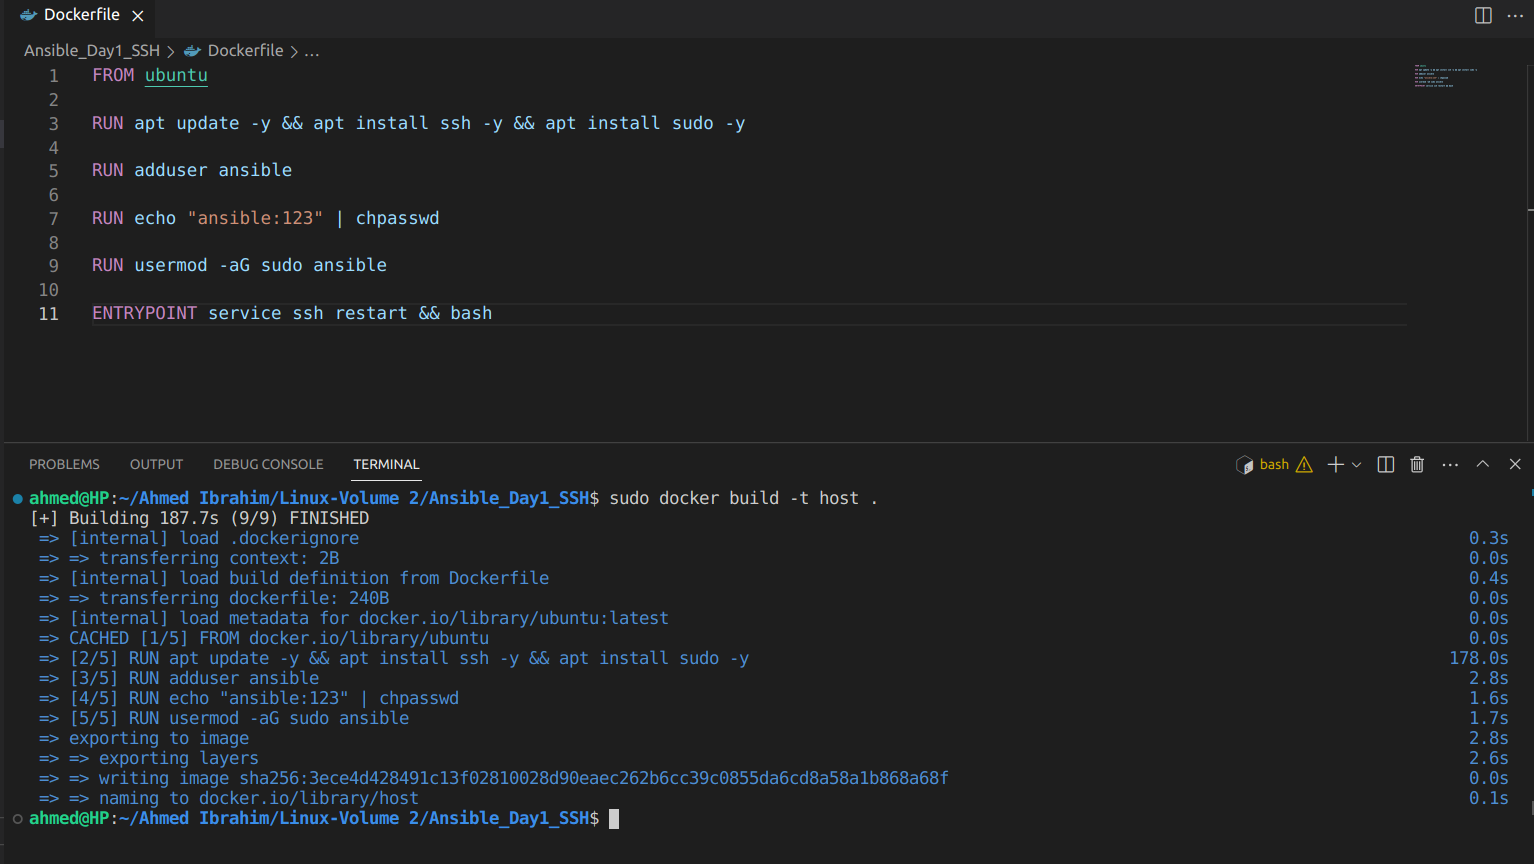 Dockerfile
Ansible_Day1_SSH > Dockerfile > ...
1 FROM ubuntu
2
3 RUN apt update -y && apt install ssh -y && apt install sudo -y
4
5 RUN adduser ansible
6
7 RUN echo "ansible:123" | chpasswd
8
9 RUN usermod -aG sudo ansible
10
11 ENTRYPOINT service ssh restart && bash
PROBLEMS OUTPUT DEBUG CONSOLE TERMINAL bash
ahmed@HP:~/Ahmed Ibrahim/Linux-Volume 2/Ansible_Day1_SSH$ sudo docker build -t host .
[+] Building 187.7s (9/9) FINISHED
=> [internal] load .dockerignore 0.3s
=> => transferring context: 2B 0.0s
=> [internal] load build definition from Dockerfile 0.4s
=> => transferring dockerfile: 240B 0.0s
=> [internal] load metadata for docker.io/library/ubuntu:latest 0.0s
=> CACHED [1/5] FROM docker.io/library/ubuntu 0.0s
=> [2/5] RUN apt update -y && apt install ssh -y && apt install sudo -y 178.0s
=> [3/5] RUN adduser ansible 2.8s
=> [4/5] RUN echo "ansible:123" | chpasswd 1.6s
=> [5/5] RUN usermod -aG sudo ansible 1.7s
=> exporting to image 2.8s
=> => exporting layers 2.6s
=> => writing image sha256:3ece4d428491c13f02810028d90eaec262b6cc39c0855da6cd8a58a1b868a68f 0.0s
=> => naming to docker.io/library/host 0.1s
ahmed@HP:~/Ahmed Ibrahim/Linux-Volume 2/Ansible_Day1_SSH$